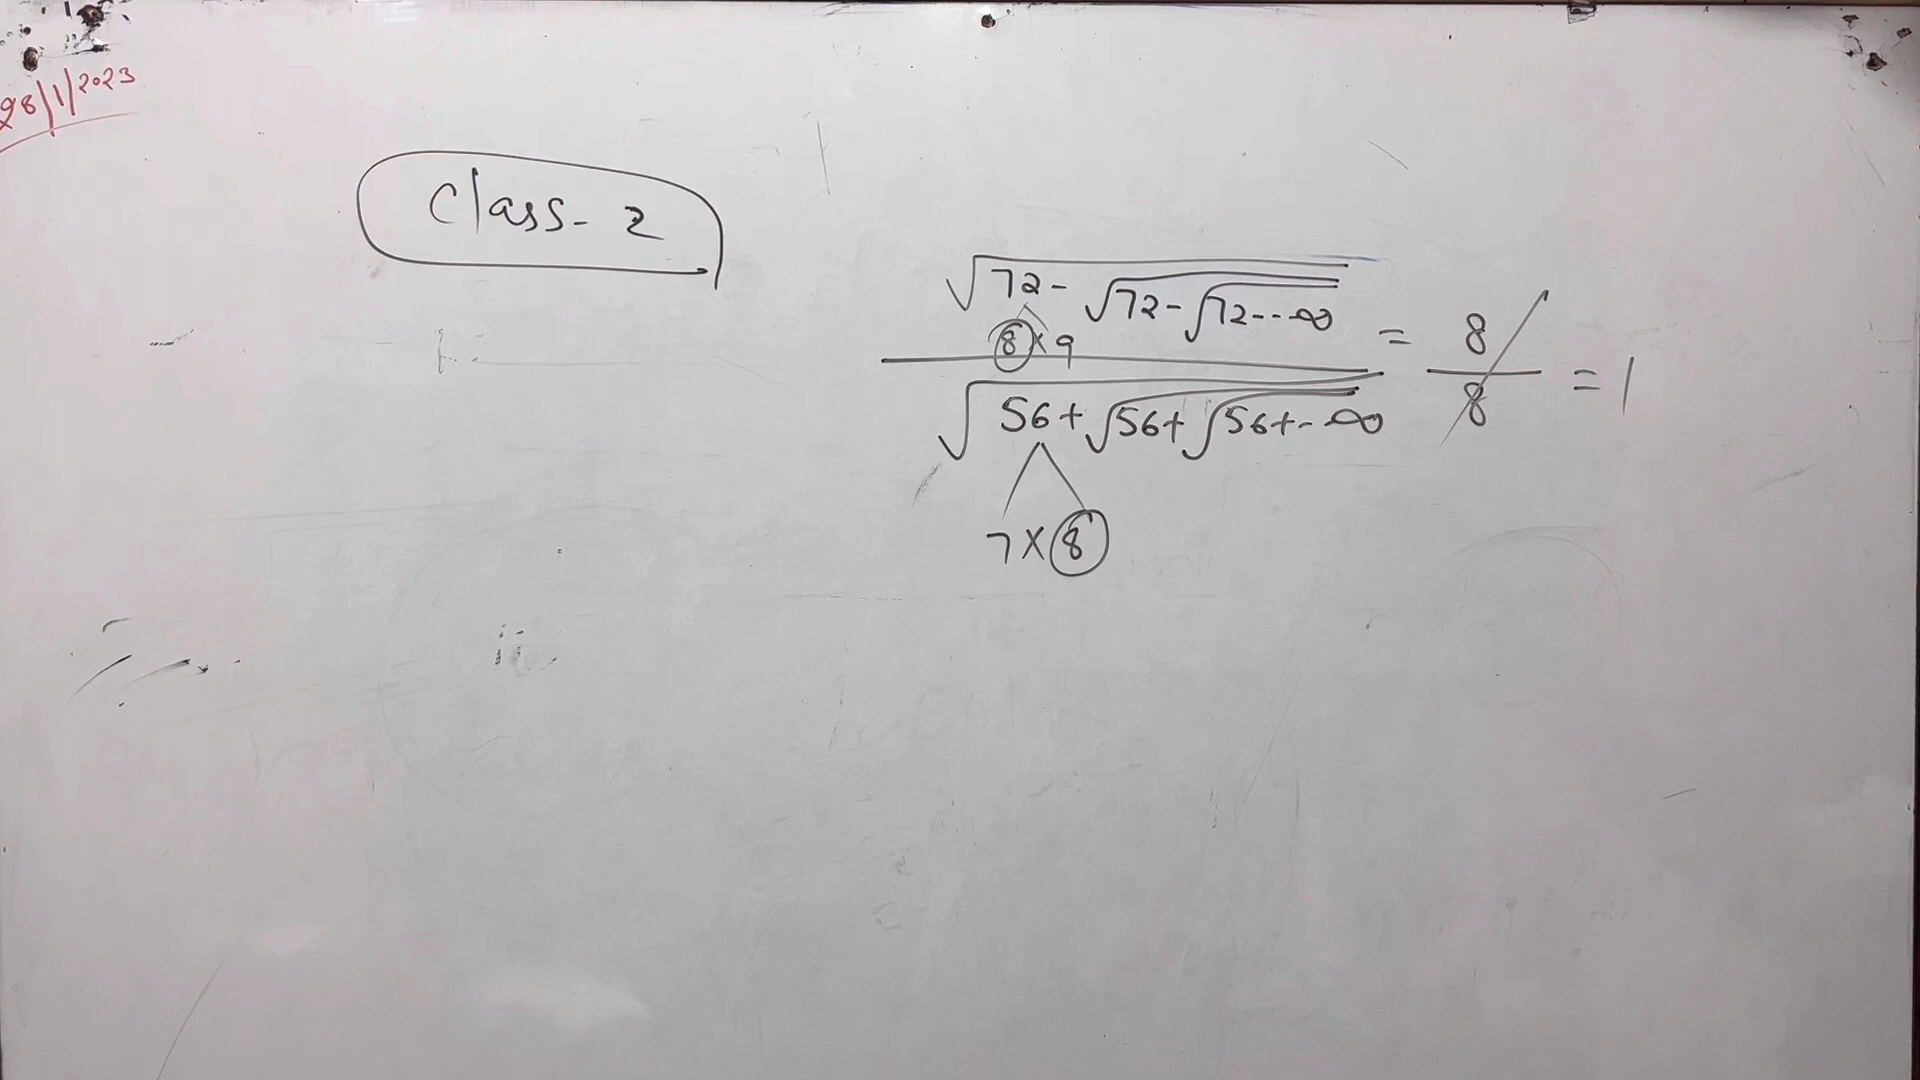 28/1/2023
Class-2
√72-√72-√72--∞
8×9
√56+√56+√56+-∞
7×8
= 8/8 = 1